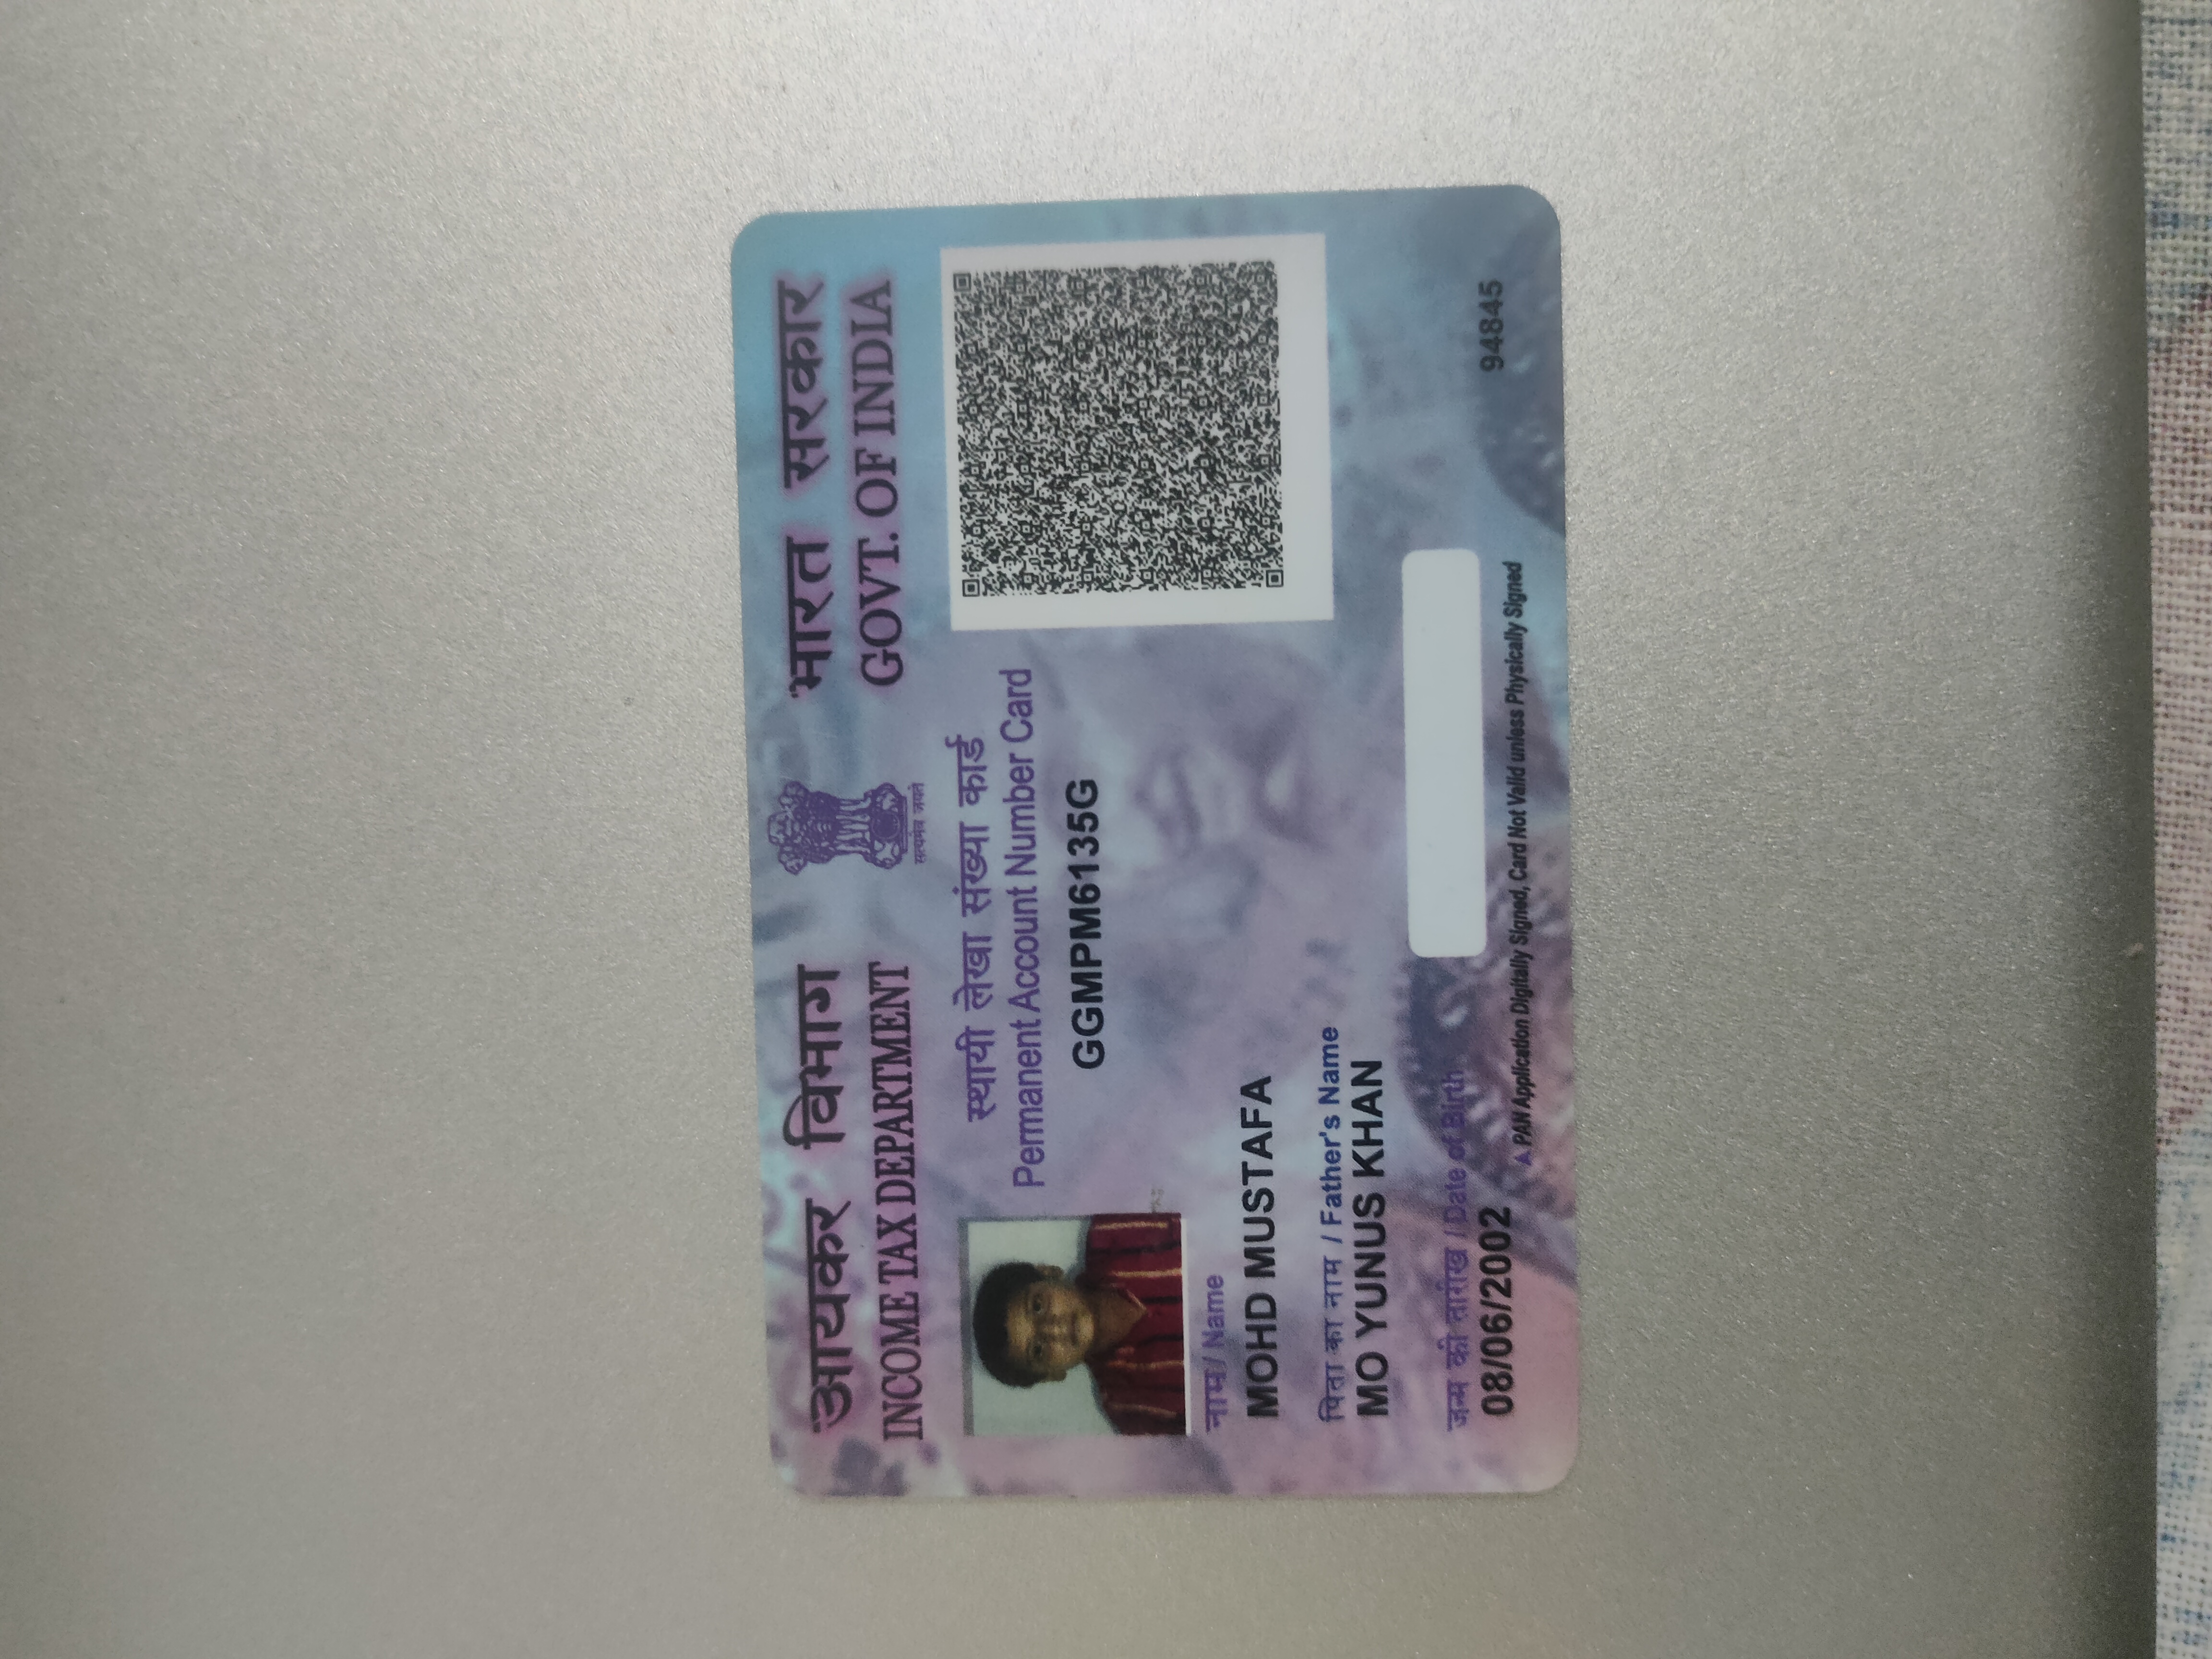 आयकर विभाग
INCOME TAX DEPARTMENT
सत्यमेव जयते
भारत सरकार
GOVT. OF INDIA
स्थायी लेखा संख्या कार्ड
Permanent Account Number Card
GGMPM6135G
नाम / Name
MOHD MUSTAFA
पिता का नाम / Father's Name
MO YUNUS KHAN
जन्म की तारीख / Date of Birth
08/06/2002
PAN Application Digitally Signed, Card Not Valid unless Physically Signed
94845